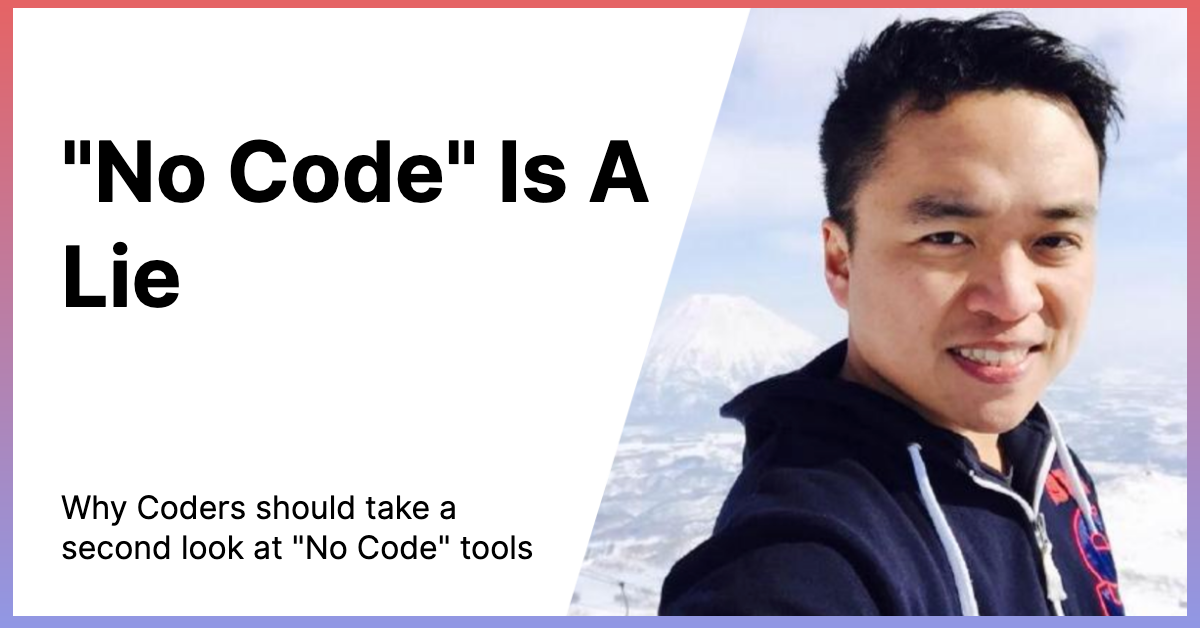 "No Code" Is A
Lie
Why Coders should take a
second look at "No Code" tools